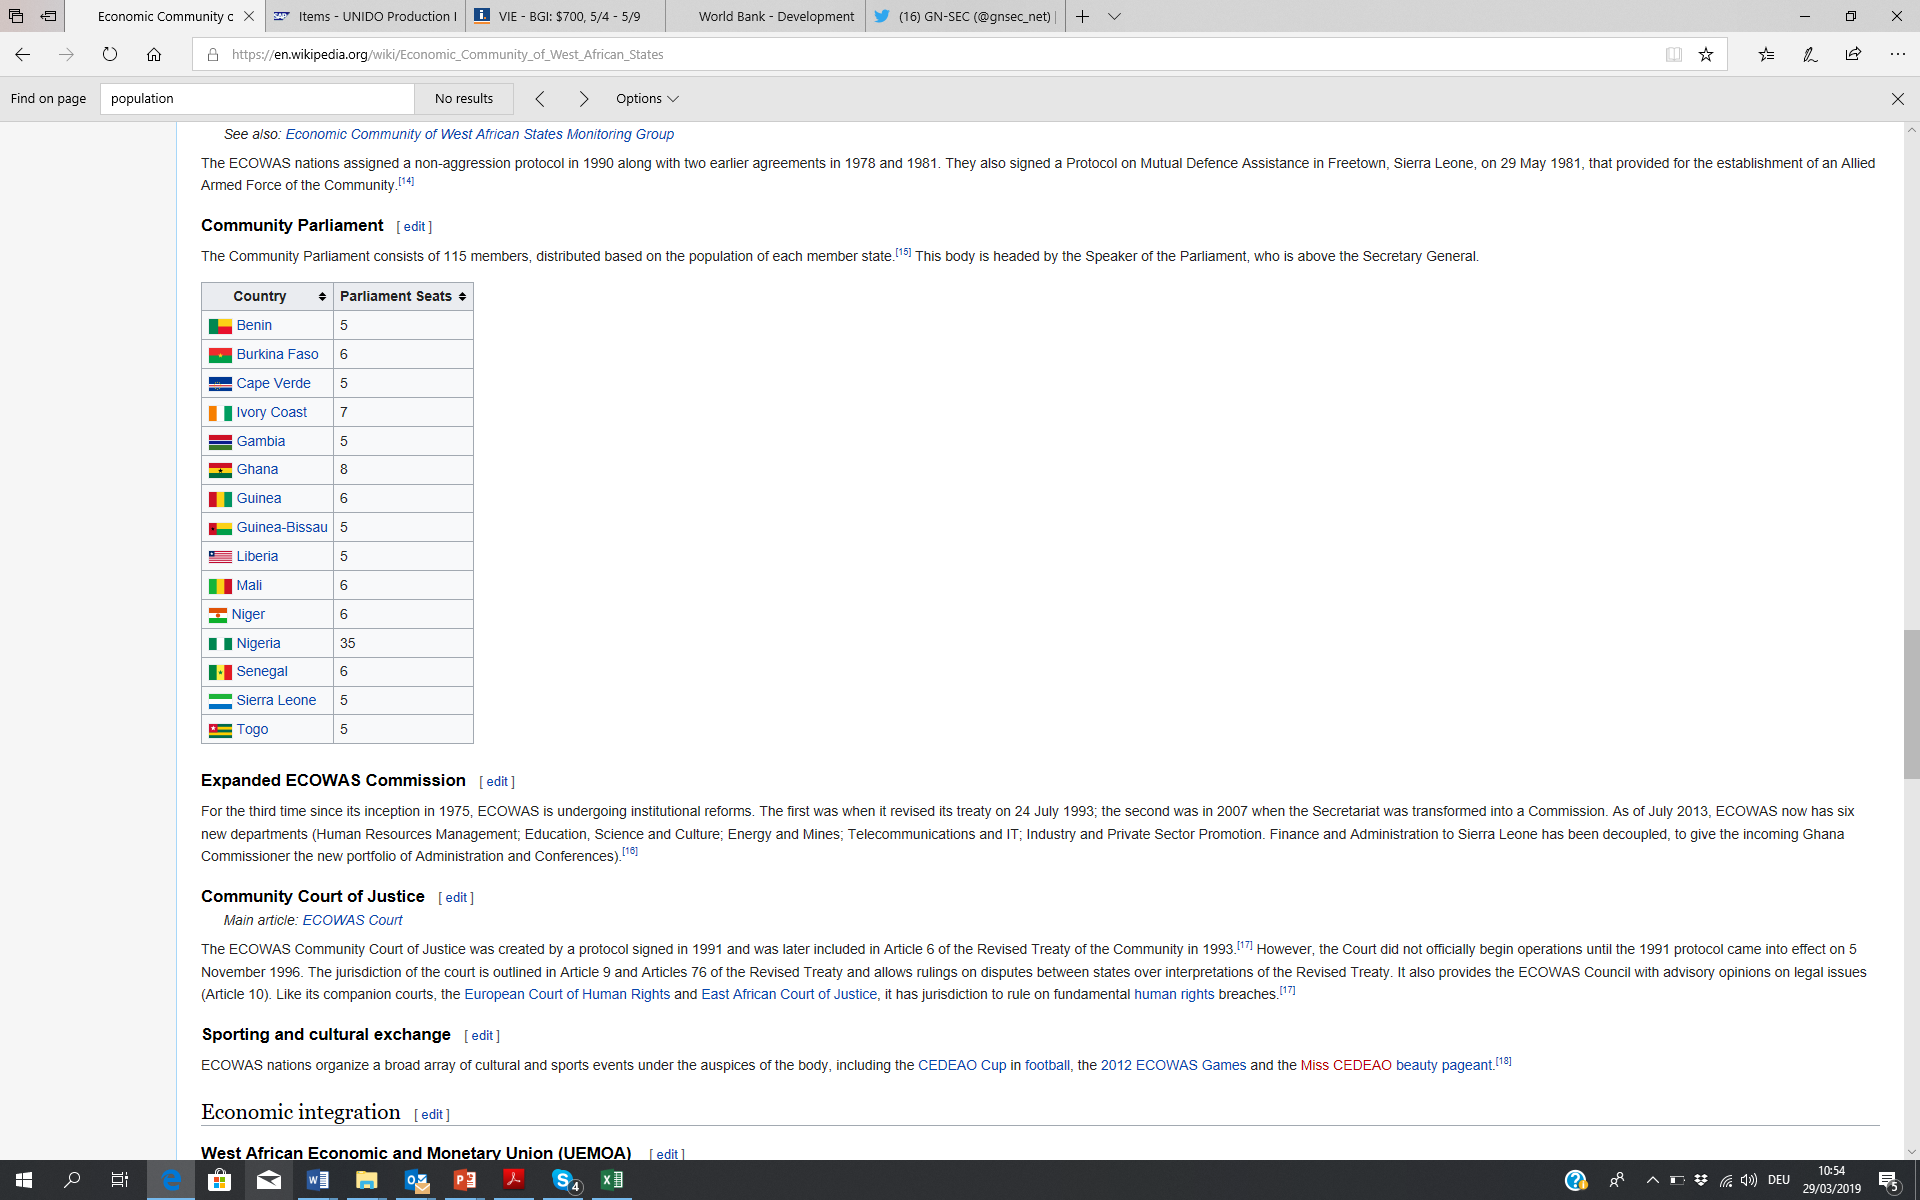 Economic Community c
Items - UNIDO Production I
VIE - BGI: $700, 5/4 - 5/9
World Bank - Development
(16) GN-SEC (@gnsec_net) |
https://en.wikipedia.org/wiki/Economic_Community_of_West_African_States
Find on page population No results Options
See also: Economic Community of West African States Monitoring Group
The ECOWAS nations assigned a non-aggression protocol in 1990 along with two earlier agreements in 1978 and 1981. They also signed a Protocol on Mutual Defence Assistance in Freetown, Sierra Leone, on 29 May 1981, that provided for the establishment of an Allied
Armed Force of the Community.[14]
Community Parliament [ edit ]
The Community Parliament consists of 115 members, distributed based on the population of each member state.[15] This body is headed by the Speaker of the Parliament, who is above the Secretary General.
Country Parliament Seats
Benin 5
Burkina Faso 6
Cape Verde 5
Ivory Coast 7
Gambia 5
Ghana 8
Guinea 6
Guinea-Bissau 5
Liberia 5
Mali 6
Niger 6
Nigeria 35
Senegal 6
Sierra Leone 5
Togo 5
Expanded ECOWAS Commission [ edit ]
For the third time since its inception in 1975, ECOWAS is undergoing institutional reforms. The first was when it revised its treaty on 24 July 1993; the second was in 2007 when the Secretariat was transformed into a Commission. As of July 2013, ECOWAS now has six
new departments (Human Resources Management; Education, Science and Culture; Energy and Mines; Telecommunications and IT; Industry and Private Sector Promotion. Finance and Administration to Sierra Leone has been decoupled, to give the incoming Ghana
Commissioner the new portfolio of Administration and Conferences).[16]
Community Court of Justice [ edit ]
Main article: ECOWAS Court
The ECOWAS Community Court of Justice was created by a protocol signed in 1991 and was later included in Article 6 of the Revised Treaty of the Community in 1993.[17] However, the Court did not officially begin operations until the 1991 protocol came into effect on 5
November 1996. The jurisdiction of the court is outlined in Article 9 and Articles 76 of the Revised Treaty and allows rulings on disputes between states over interpretations of the Revised Treaty. It also provides the ECOWAS Council with advisory opinions on legal issues
(Article 10). Like its companion courts, the European Court of Human Rights and East African Court of Justice, it has jurisdiction to rule on fundamental human rights breaches.[17]
Sporting and cultural exchange [ edit ]
ECOWAS nations organize a broad array of cultural and sports events under the auspices of the body, including the CEDEAO Cup in football, the 2012 ECOWAS Games and the Miss CEDEAO beauty pageant.[18]
Economic integration [ edit ]
West African Economic and Monetary Union (UEMOA) [ edit ]
4
DEU
10:54
29/03/2019
5